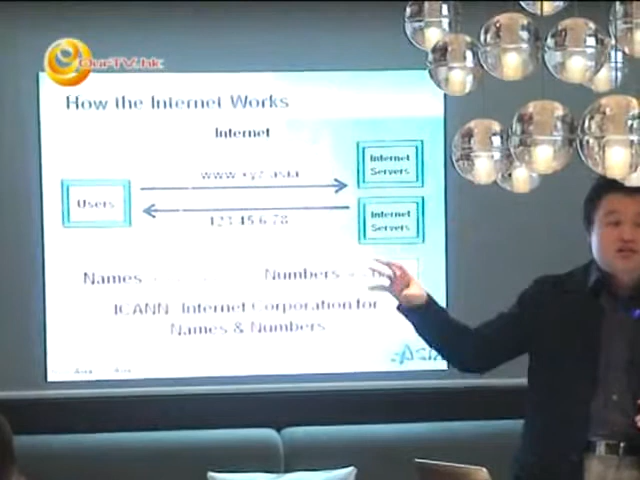 OurTV.hk
How the Internet Works
Internet
www.xyz.asia
Internet
Servers
Users
123.45.6.78
Internet
Servers
Names
Numbers
ICANN: Internet Corporation for
Names & Numbers
.Asia